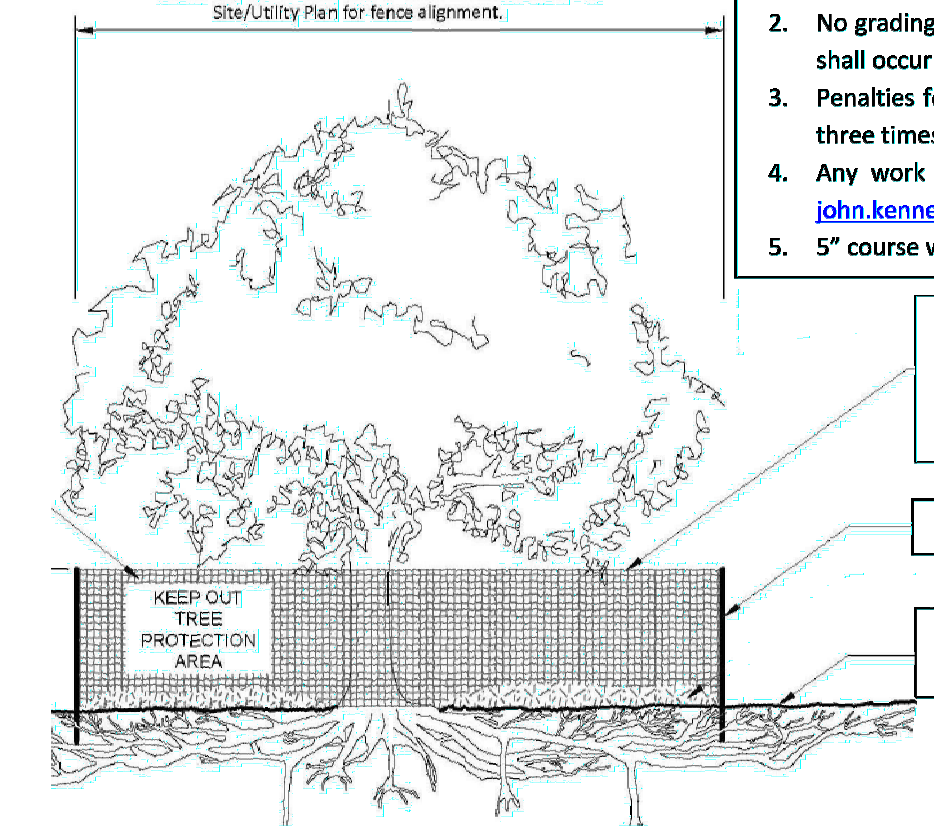 Site/Utility Plan for fence alignment.
2. No grading
shall occur
3. Penalties f
three times
4. Any work
john.kenne
5. 5” course w
KEEP OUT
TREE
PROTECTION
AREA